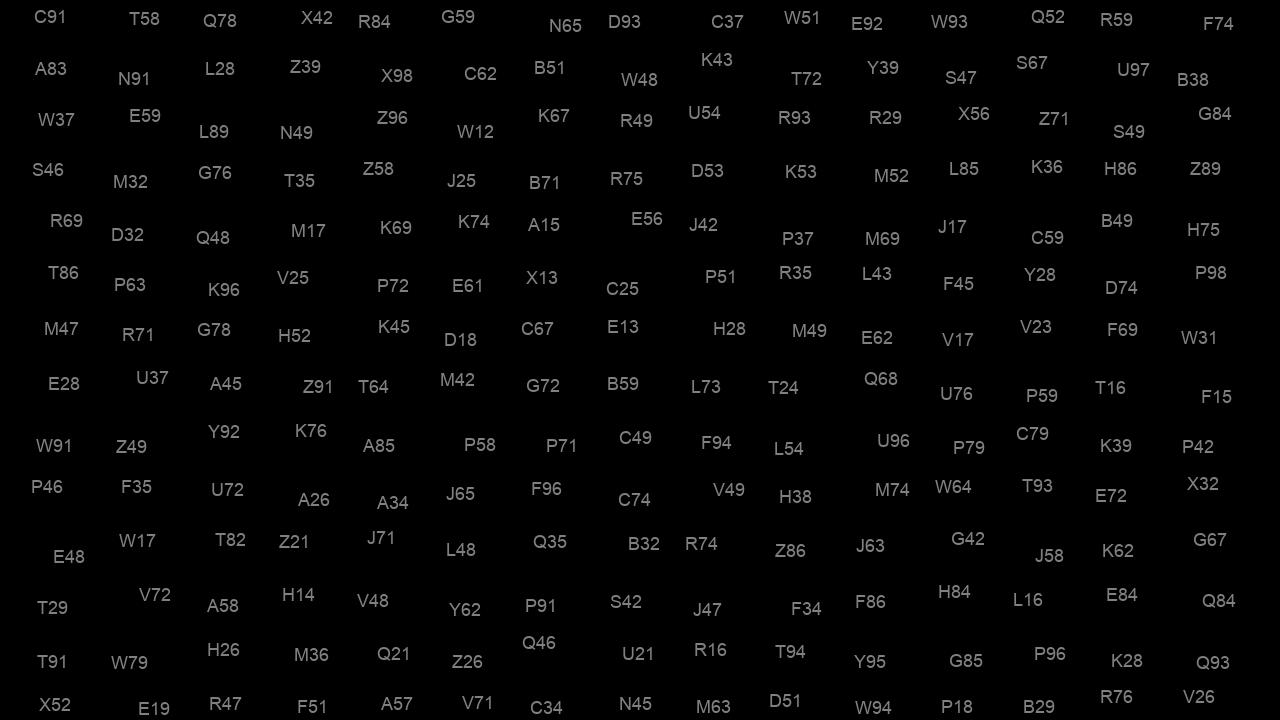 C91 T58 Q78 X42 R84 G59 N65 D93 C37 W51 E92 W93 Q52 R59 F74
A83 N91 L28 Z39 X98 C62 B51 W48 K43 T72 Y39 S47 S67 U97 B38
W37 E59 L89 N49 Z96 W12 K67 R49 U54 R93 R29 X56 Z71 S49 G84
S46 M32 G76 T35 Z58 J25 B71 R75 D53 K53 M52 L85 K36 H86 Z89
R69 D32 Q48 M17 K69 K74 A15 E56 J42 P37 M69 J17 C59 B49 H75
T86 P63 K96 V25 P72 E61 X13 C25 P51 R35 L43 F45 Y28 D74 P98
M47 R71 G78 H52 K45 D18 C67 E13 H28 M49 E62 V17 V23 F69 W31
E28 U37 A45 Z91 T64 M42 G72 B59 L73 T24 Q68 U76 P59 T16 F15
W91 Z49 Y92 K76 A85 P58 P71 C49 F94 L54 U96 P79 C79 K39 P42
P46 F35 U72 A26 A34 J65 F96 C74 V49 H38 M74 W64 T93 E72 X32
E48 W17 T82 Z21 J71 L48 Q35 B32 R74 Z86 J63 G42 J58 K62 G67
T29 V72 A58 H14 V48 Y62 P91 S42 J47 F34 F86 H84 L16 E84 Q84
T91 W79 H26 M36 Q21 Z26 Q46 U21 R16 T94 Y95 G85 P96 K28 Q93
X52 E19 R47 F51 A57 V71 C34 N45 M63 D51 W94 P18 B29 R76 V26